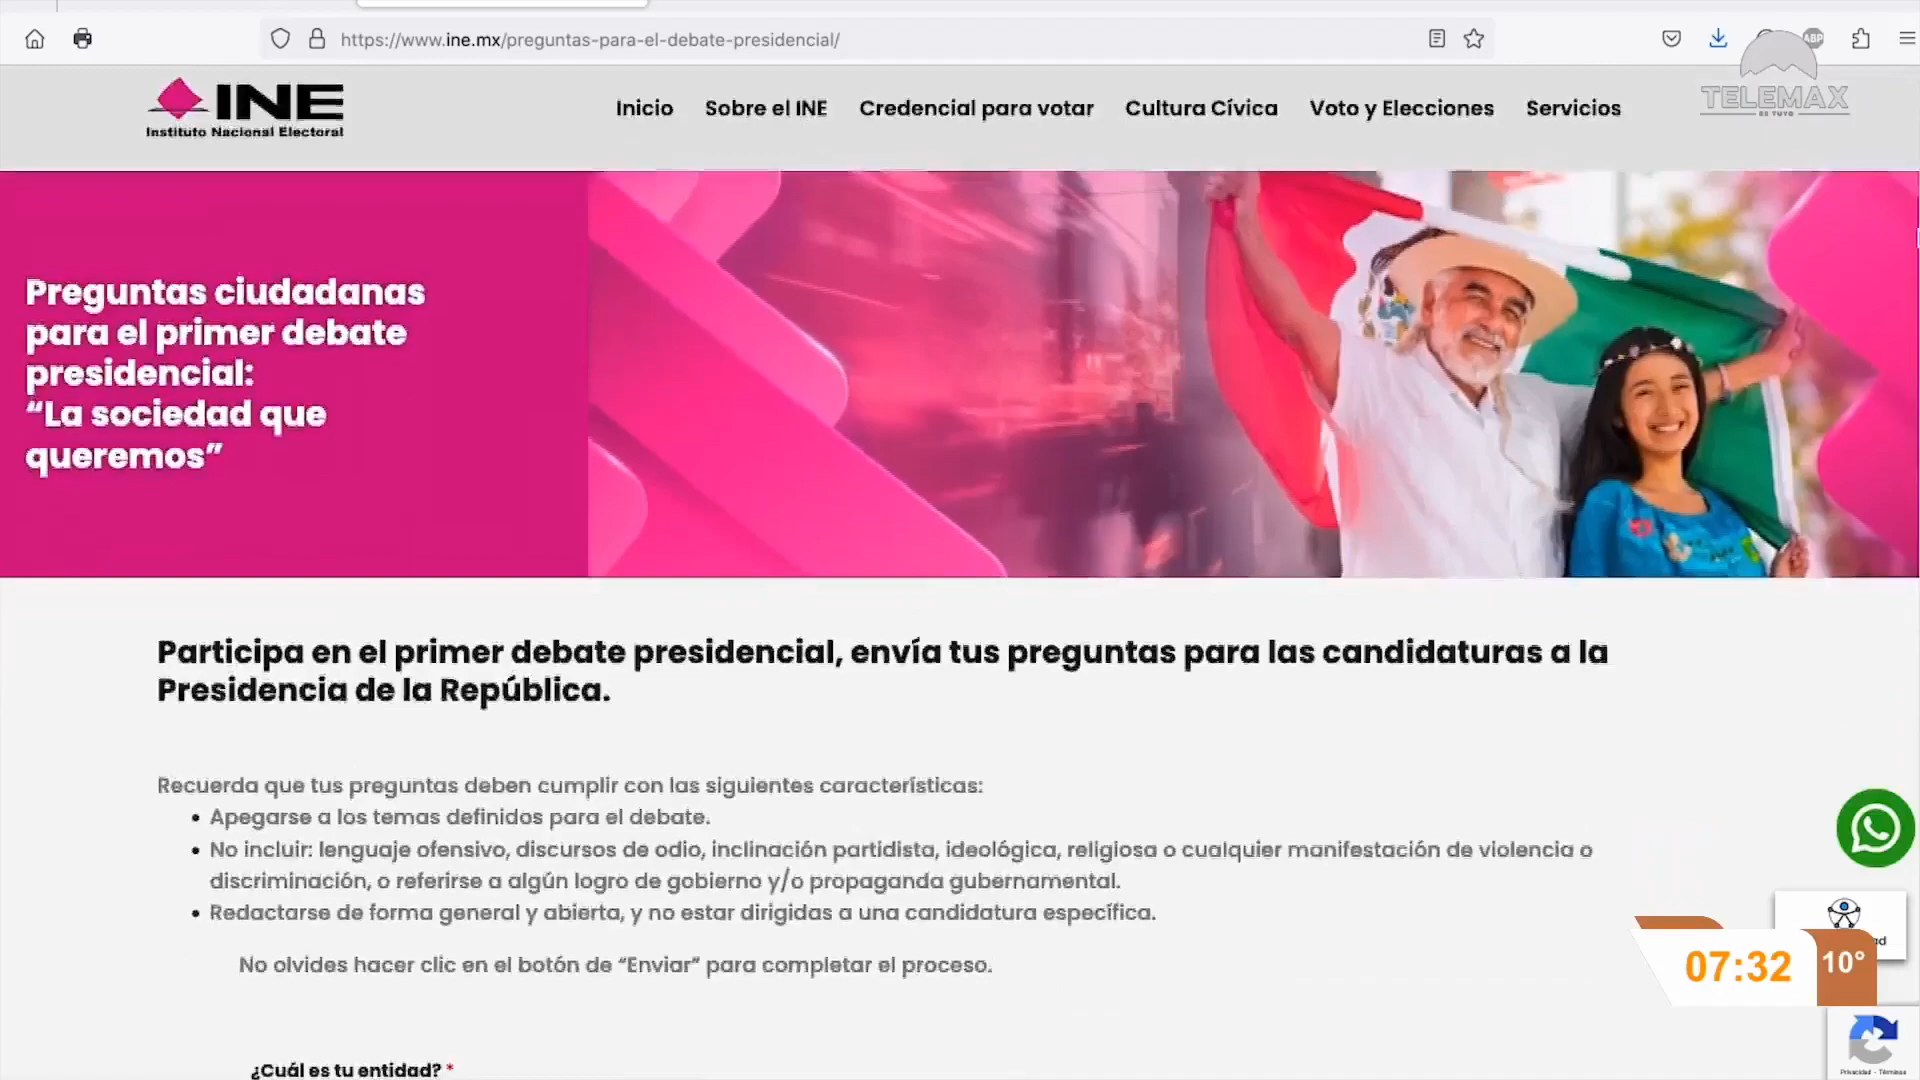 https://www.ine.mx/preguntas-para-el-debate-presidencial/
ABP
INE
Instituto Nacional Electoral
Inicio
Sobre el INE
Credencial para votar
Cultura Cívica
Voto y Elecciones
Servicios
TELEMAX
ES TUYO
Preguntas ciudadanas
para el primer debate
presidencial:
“La sociedad que
queremos”
Participa en el primer debate presidencial, envía tus preguntas para las candidaturas a la
Presidencia de la República.
Recuerda que tus preguntas deben cumplir con las siguientes características:
• Apegarse a los temas definidos para el debate.
• No incluir: lenguaje ofensivo, discursos de odio, inclinación partidista, ideológica, religiosa o cualquier manifestación de violencia o
discriminación, o referirse a algún logro de gobierno y/o propaganda gubernamental.
• Redactarse de forma general y abierta, y no estar dirigidas a una candidatura específica.
No olvides hacer clic en el botón de “Enviar” para completar el proceso.
07:32
10°
¿Cuál es tu entidad? *
Privacidad - Términos